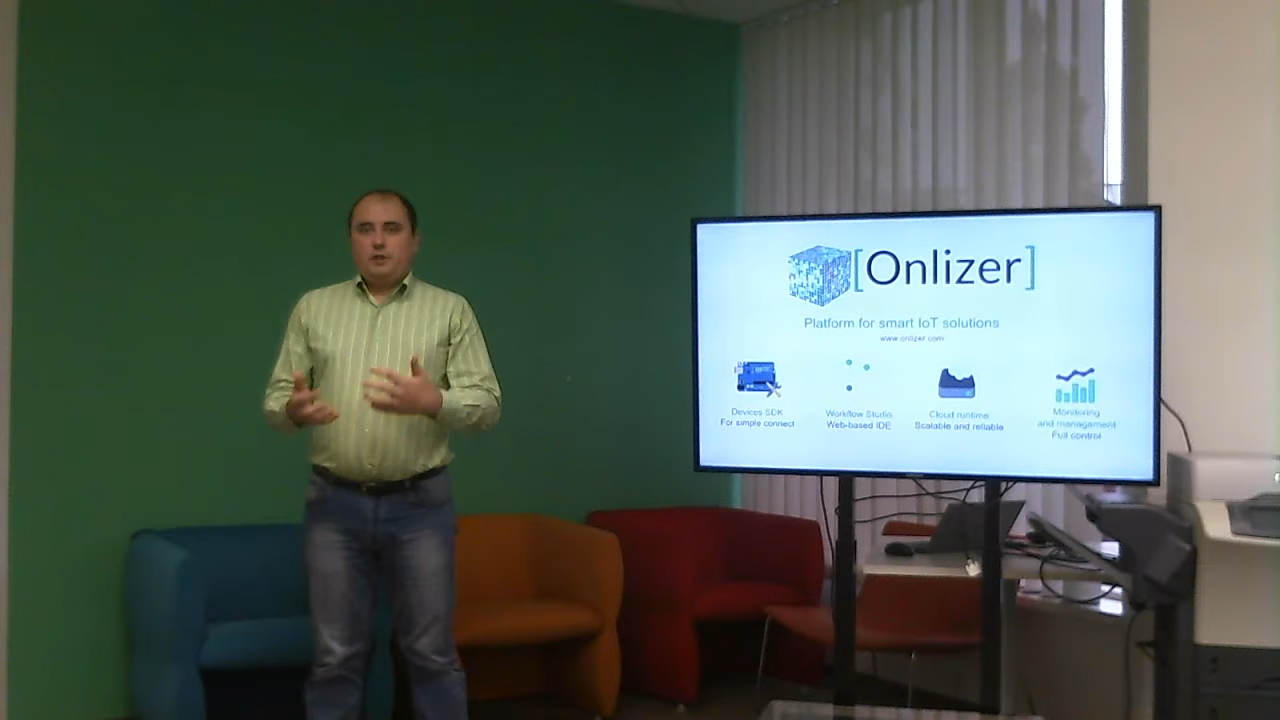 [Onlizer]
Platform for smart IoT solutions
www.onlizer.com
Devices SDK
For simple connect
Workflow Studio
Web-based IDE
Cloud runtime
Scalable and reliable
Monitoring
and management
Full control